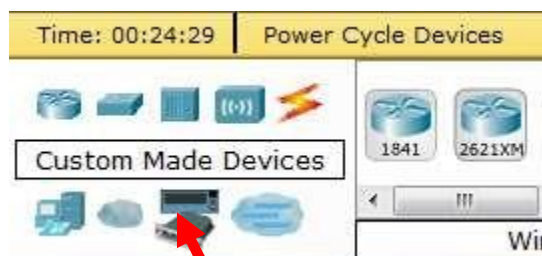 Time: 00:24:29 Power Cycle Devices
Custom Made Devices
1841 2621XM
Wi